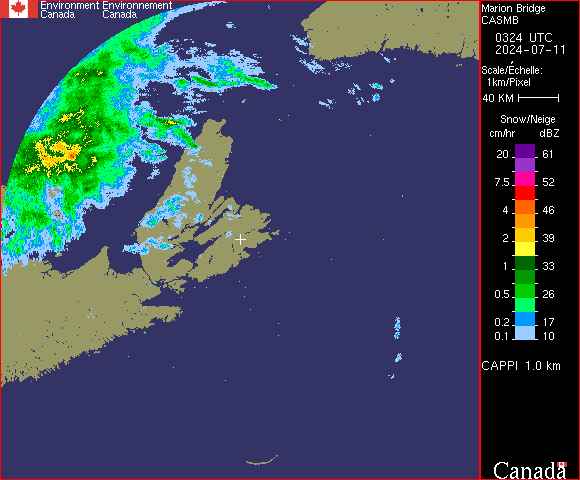 Environment Environnement
Canada Canada
Marion Bridge
CASMB
0324 UTC
2024-07-11
Scale/Échelle:
1km/Pixel
40 KM
Snow/Neige
cm/hr dBZ
20 61
7.5 52
4 46
2 39
1 33
0.5 26
0.2 17
0.1 10
CAPPI 1.0 km
Canada